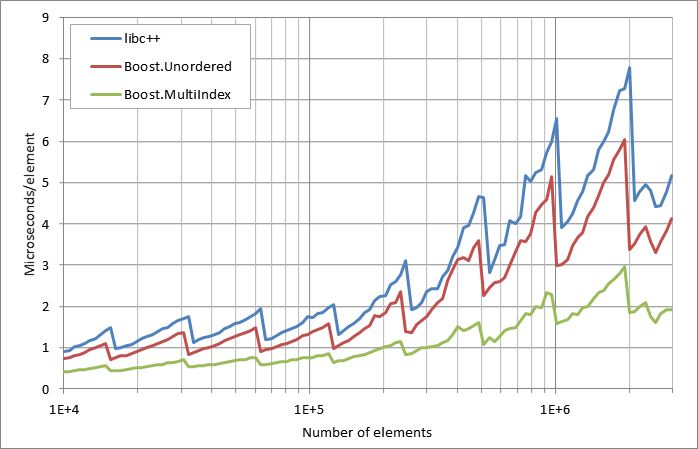 9
8
7
6
5
4
3
2
1
0
Microseconds/element
libc++
Boost.Unordered
Boost.MultiIndex
1E+4
1E+5
1E+6
Number of elements